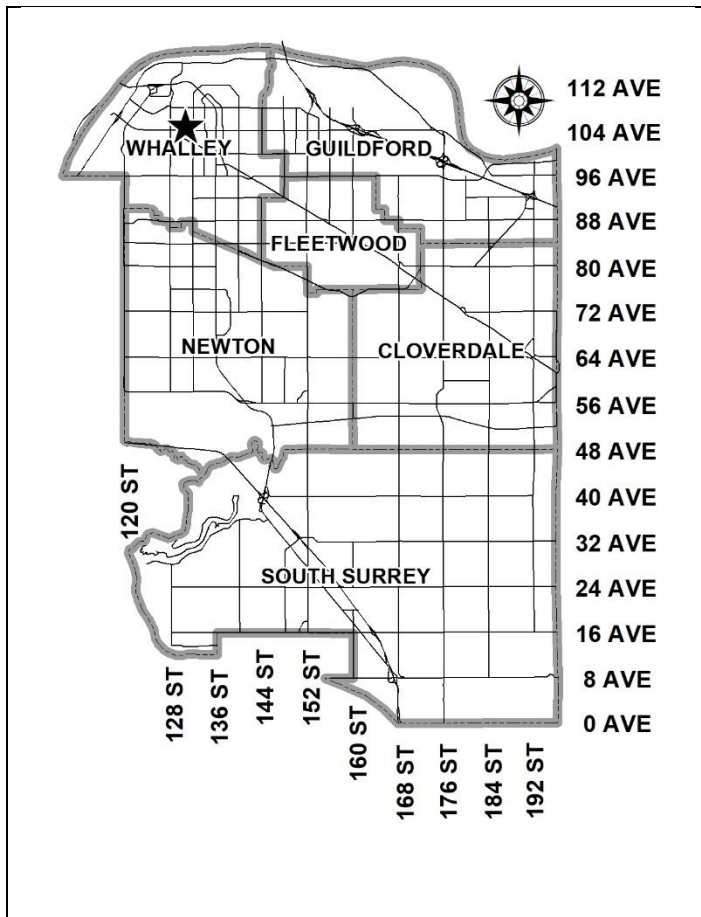 112 AVE
104 AVE
WHALLEY
GUILDFORD
96 AVE
88 AVE
FLEETWOOD
80 AVE
72 AVE
NEWTON
CLOVERDALE
64 AVE
56 AVE
48 AVE
120 ST
40 AVE
32 AVE
SOUTH SURREY
24 AVE
16 AVE
128 ST
136 ST
144 ST
152 ST
8 AVE
160 ST
0 AVE
168 ST
176 ST
184 ST
192 ST